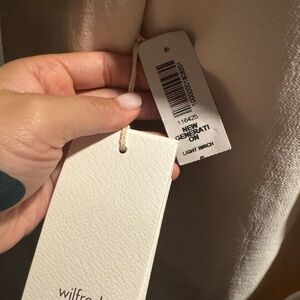 116425
NEW
GENERATI
ON
LIGHT BIRCH
wilfred